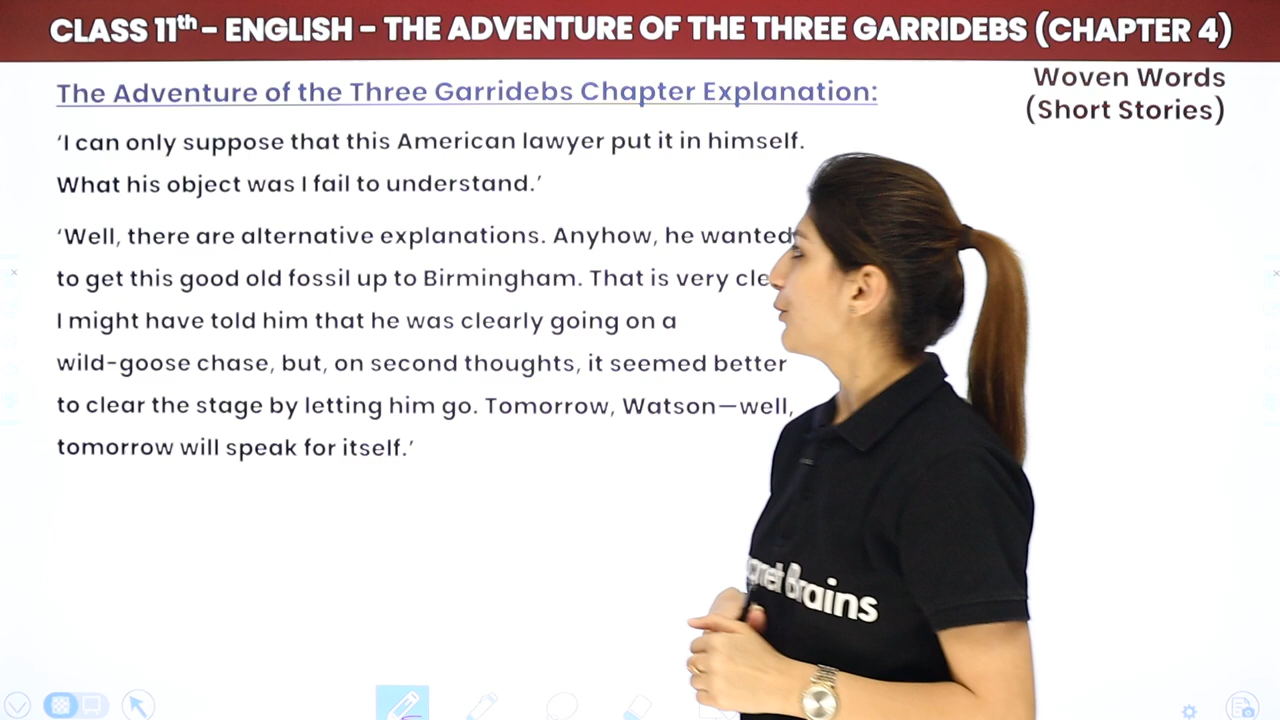 CLASS 11th - ENGLISH - THE ADVENTURE OF THE THREE GARRIDEBS (CHAPTER 4)
Woven Words
(Short Stories)
The Adventure of the Three Garridebs Chapter Explanation:
‘I can only suppose that this American lawyer put it in himself.
What his object was I fail to understand.’
‘Well, there are alternative explanations. Anyhow, he wanted
to get this good old fossil up to Birmingham. That is very
I might have told him that he was clearly going on a
wild-goose chase, but, on second thoughts, it seemed better
to clear the stage by letting him go. Tomorrow, Watson—well,
tomorrow will speak for itself.’
Brains